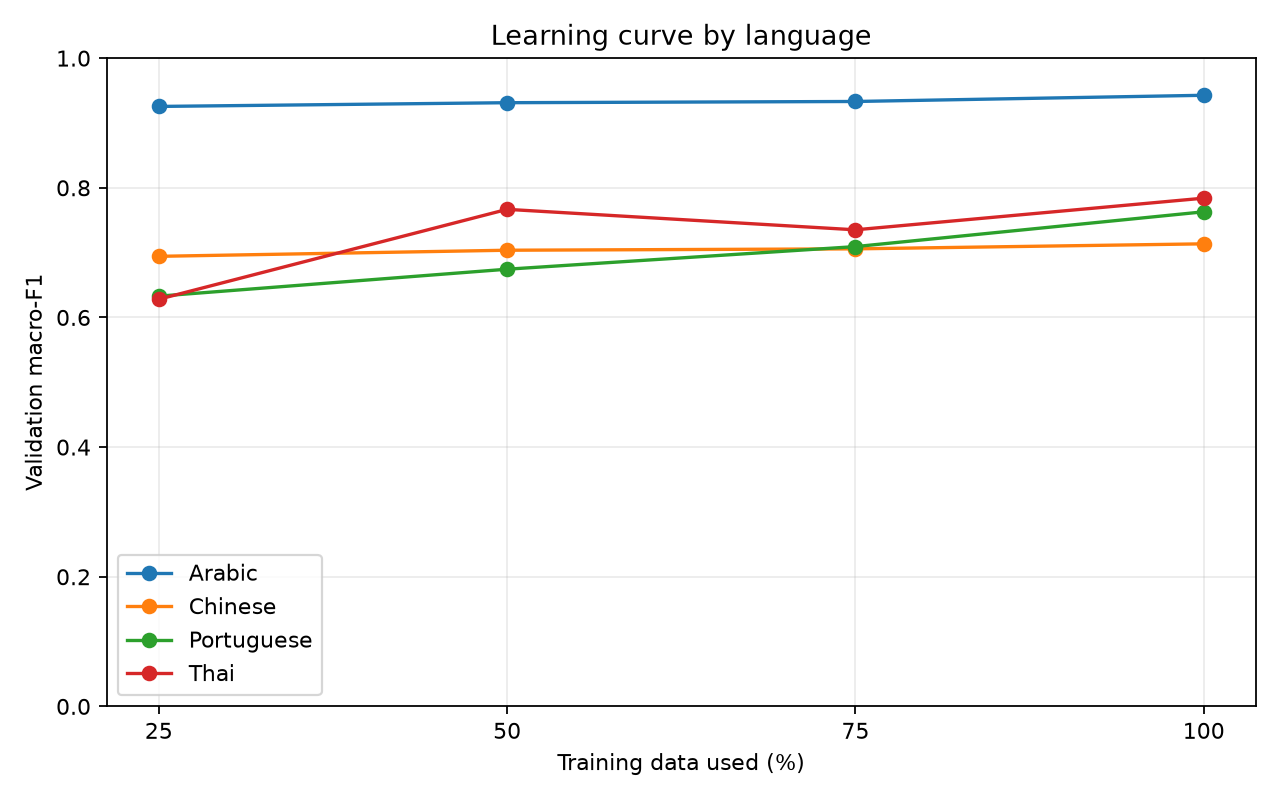 Learning curve by language
Validation macro-F1
1.0
0.8
0.6
0.4
0.2
0.0
Arabic
Chinese
Portuguese
Thai
25 50 75 100
Training data used (%)